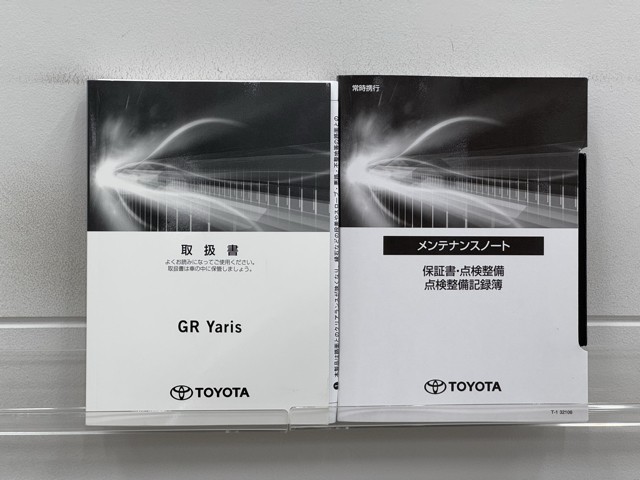 取扱書
よくお読みになってご使用ください。
取扱書は車の中に保管しましょう。
GR Yaris
TOYOTA
常時携行
メンテナンスノート
保証書・点検整備
点検整備記録簿
TOYOTA